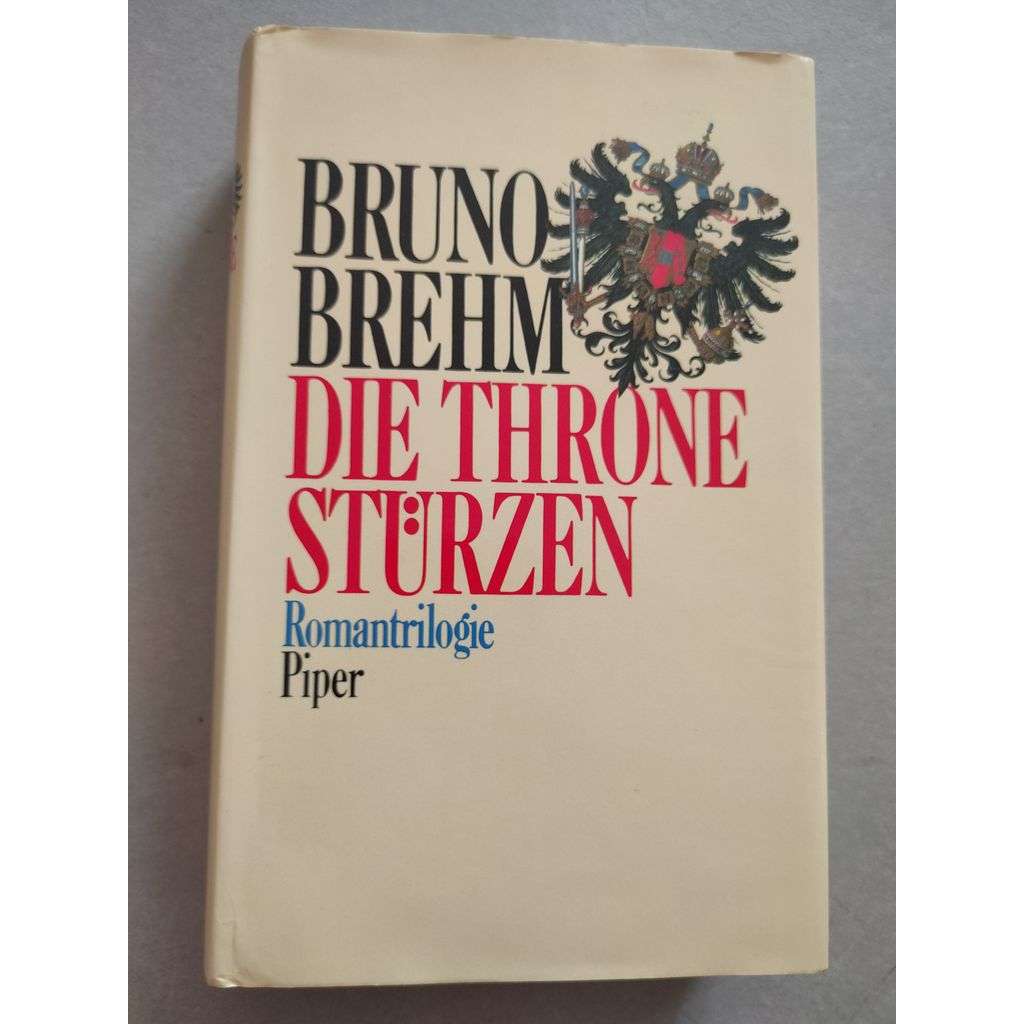 BRUNO
BREHM
DIE THRONE
STÜRZEN
Romantrilogie
Piper